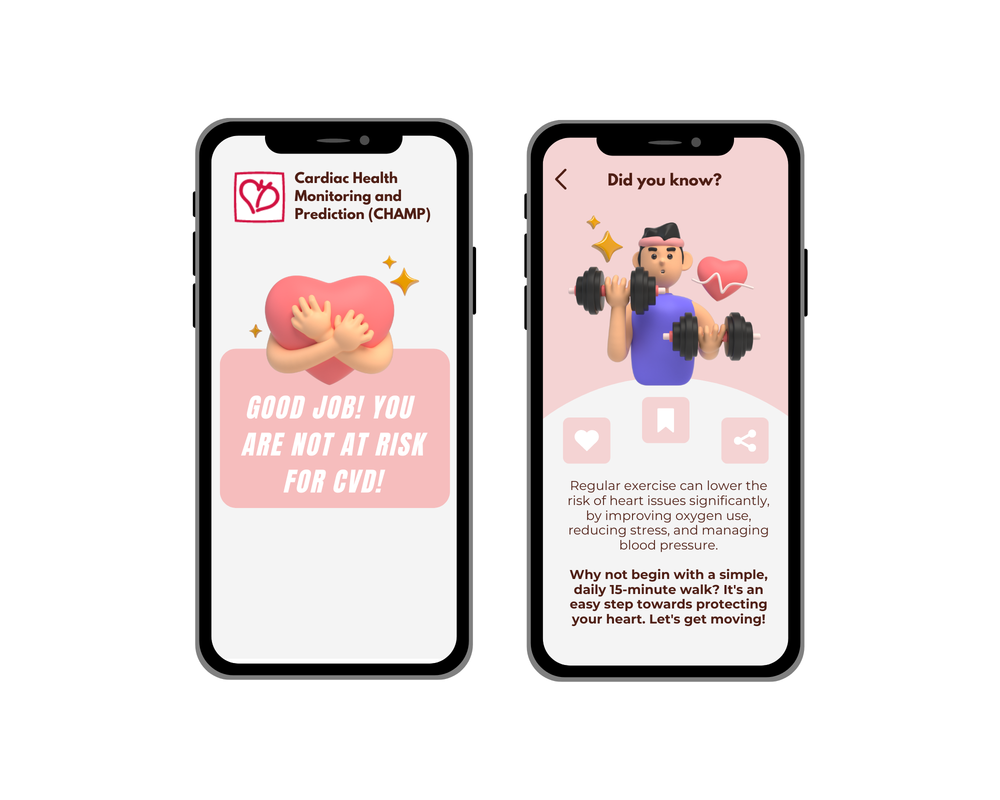 Cardiac Health
Monitoring and
Prediction (CHAMP)
GOOD JOB! YOU
ARE NOT AT RISK
FOR CVD!
Did you know?
Regular exercise can lower the
risk of heart issues significantly,
by improving oxygen use,
reducing stress, and managing
blood pressure.
Why not begin with a simple,
daily 15-minute walk? It's an
easy step towards protecting
your heart. Let's get moving!